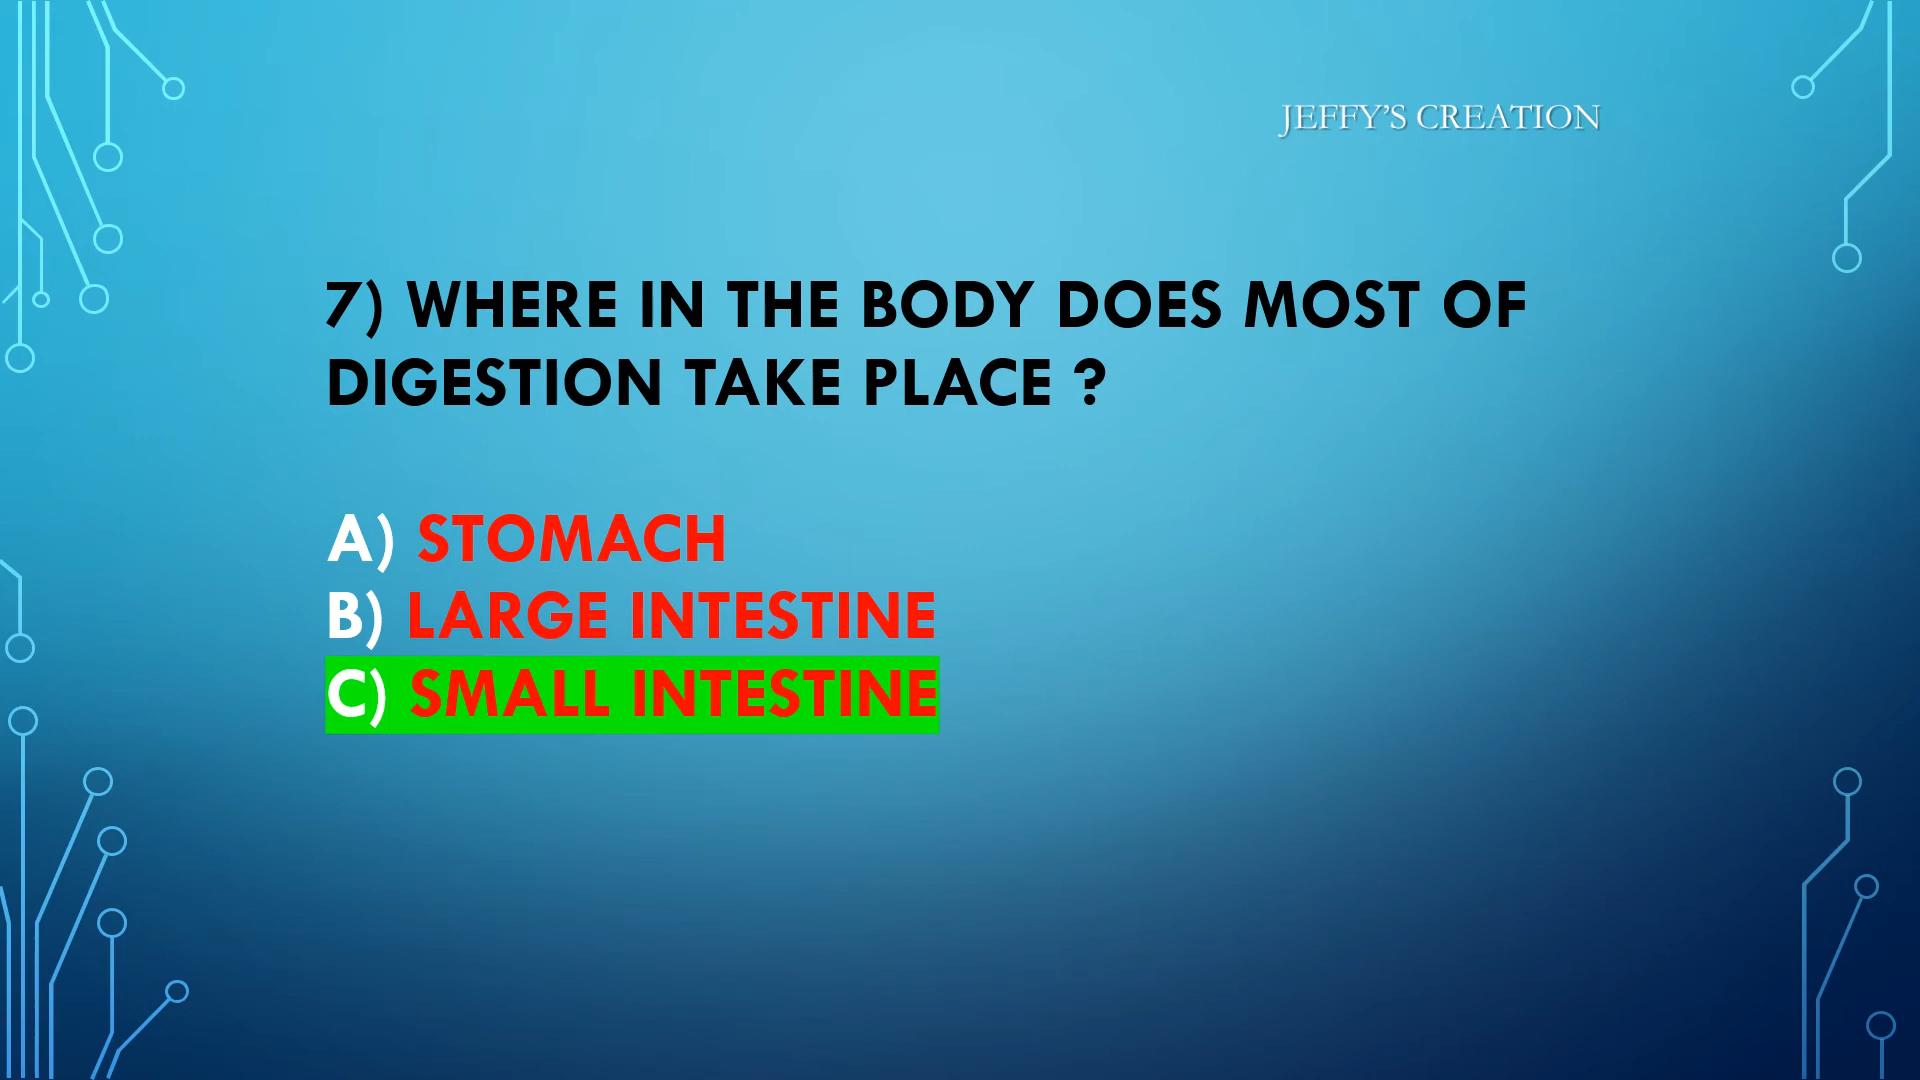 JEFFY’S CREATION
7) WHERE IN THE BODY DOES MOST OF
DIGESTION TAKE PLACE ?
A) STOMACH
B) LARGE INTESTINE
C) SMALL INTESTINE